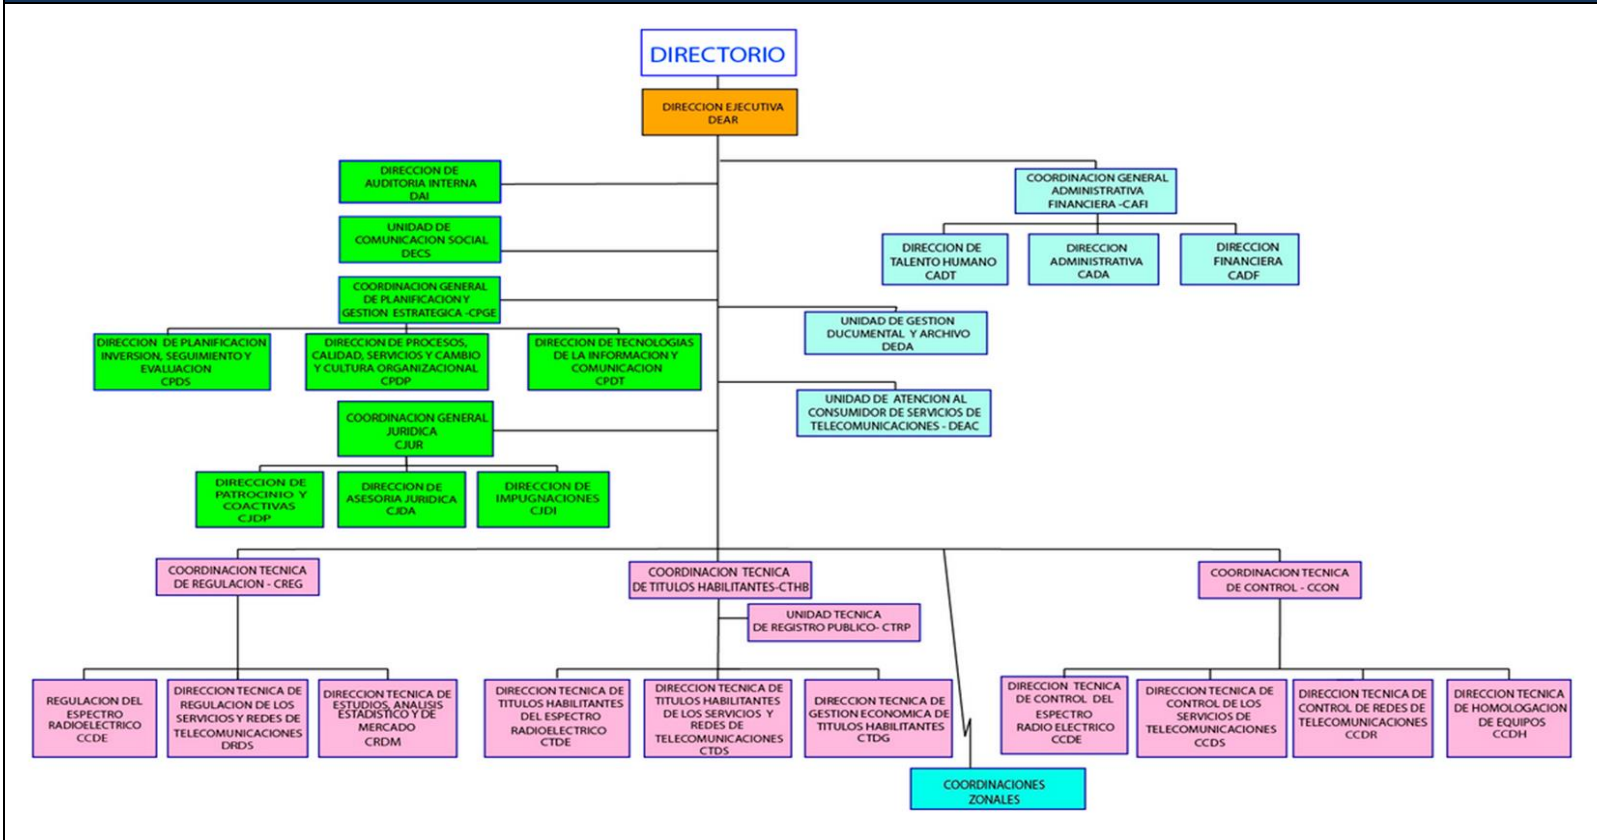 DIRECTORIO
DIRECCION EJECUTIVA
DEAR
DIRECCION DE
AUDITORIA INTERNA
DAI
COORDINACION GENERAL
ADMINISTRATIVA
FINANCIERA -CAFI
UNIDAD DE
COMUNICACION SOCIAL
DECS
DIRECCION DE
TALENTO HUMANO
CADT
DIRECCION
ADMINISTRATIVA
CADA
DIRECCION
FINANCIERA
CADF
COORDINACION GENERAL
DE PLANIFICACION Y
GESTION ESTRATEGICA -CPGE
UNIDAD DE GESTION
DUCUMENTAL Y ARCHIVO
DEDA
DIRECCION DE PLANIFICACION
INVERSION, SEGUIMIENTO Y
EVALUACION
CPDS
DIRECCION DE PROCESOS,
CALIDAD, SERVICIOS Y CAMBIO
Y CULTURA ORGANIZACIONAL
CPDP
DIRECCION DE TECNOLOGIAS
DE LA INFORMACION Y
COMUNICACION
CPDT
UNIDAD DE ATENCION AL
CONSUMIDOR DE SERVICIOS DE
TELECOMUNICACIONES - DEAC
COORDINACION GENERAL
JURIDICA
CJUR
DIRECCION DE
PATROCINIO Y
COACTIVAS
CJDP
DIRECCION DE
ASESORIA JURIDICA
CJDA
DIRECCION DE
IMPUGNACIONES
CJDI
COORDINACION TECNICA
DE REGULACION - CREG
COORDINACION TECNICA
DE TITULOS HABILITANTES-CTHB
COORDINACION TECNICA
DE CONTROL - CCON
UNIDAD TECNICA
DE REGISTRO PUBLICO- CTRP
REGULACION DEL
ESPECTRO
RADIOELECTRICO
CCDE
DIRECCION TECNICA DE
REGULACION DE LOS
SERVICIOS Y REDES DE
TELECOMUNICACIONES
DRDS
DIRECCION TECNICA DE
ESTUDIOS, ANALISIS
ESTADISTICO Y DE
MERCADO
CRDM
DIRECCION TECNICA DE
TITULOS HABILITANTES
DEL ESPECTRO
RADIOELECTRICO
CTDE
DIRECCION TECNICA DE
TITULOS HABILITANTES
DE LOS SERVICIOS Y
REDES DE
TELECOMUNICACIONES
CTDS
DIRECCION TECNICA DE
GESTION ECONOMICA DE
TITULOS HABILITANTES
CTDG
DIRECCION TECNICA
DE CONTROL DEL
ESPECTRO
RADIO ELECTRICO
CCDE
DIRECCION TECNICA DE
CONTROL DE LOS
SERVICIOS DE
TELECOMUNICACIONES
CCDS
DIRECCION TECNICA DE
CONTROL DE REDES DE
TELECOMUNICACIONES
CCDR
DIRECCION TECNICA
DE HOMOLOGACION
DE EQUIPOS
CCDH
COORDINACIONES
ZONALES